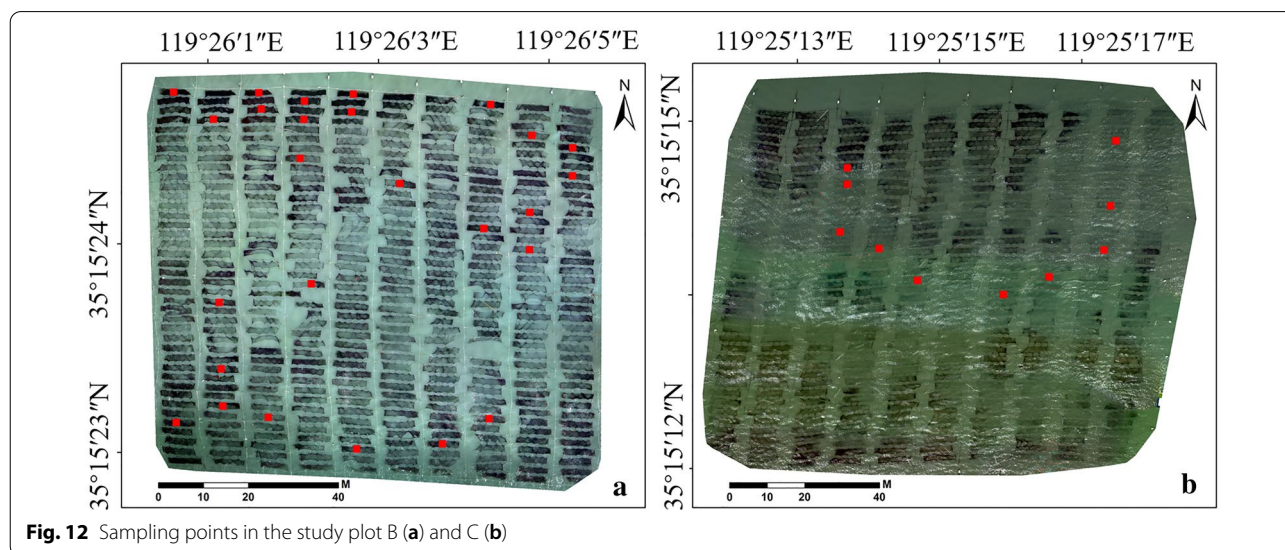 119°26′1″E 119°26′3″E 119°26′5″E
N
35°15′24″N
35°15′23″N
0 10 20 40 M
a
119°25′13″E 119°25′15″E 119°25′17″E
N
35°15′15″N
35°15′12″N
0 10 20 40 M
b
Fig. 12 Sampling points in the study plot B (a) and C (b)